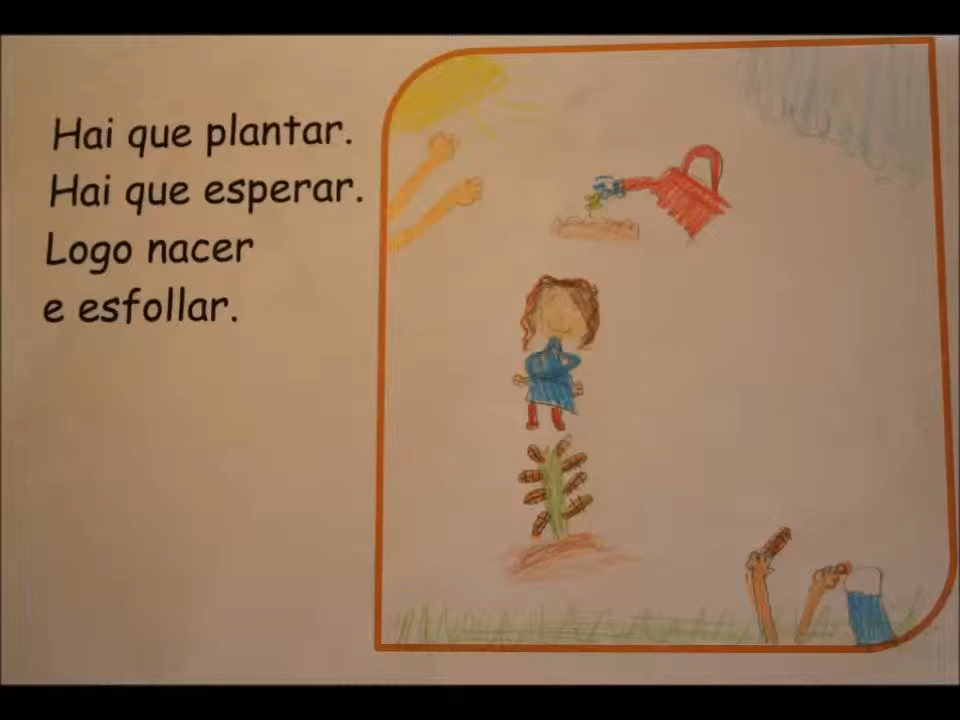 Hai que plantar.
Hai que esperar.
Logo nacer
e esfollar.